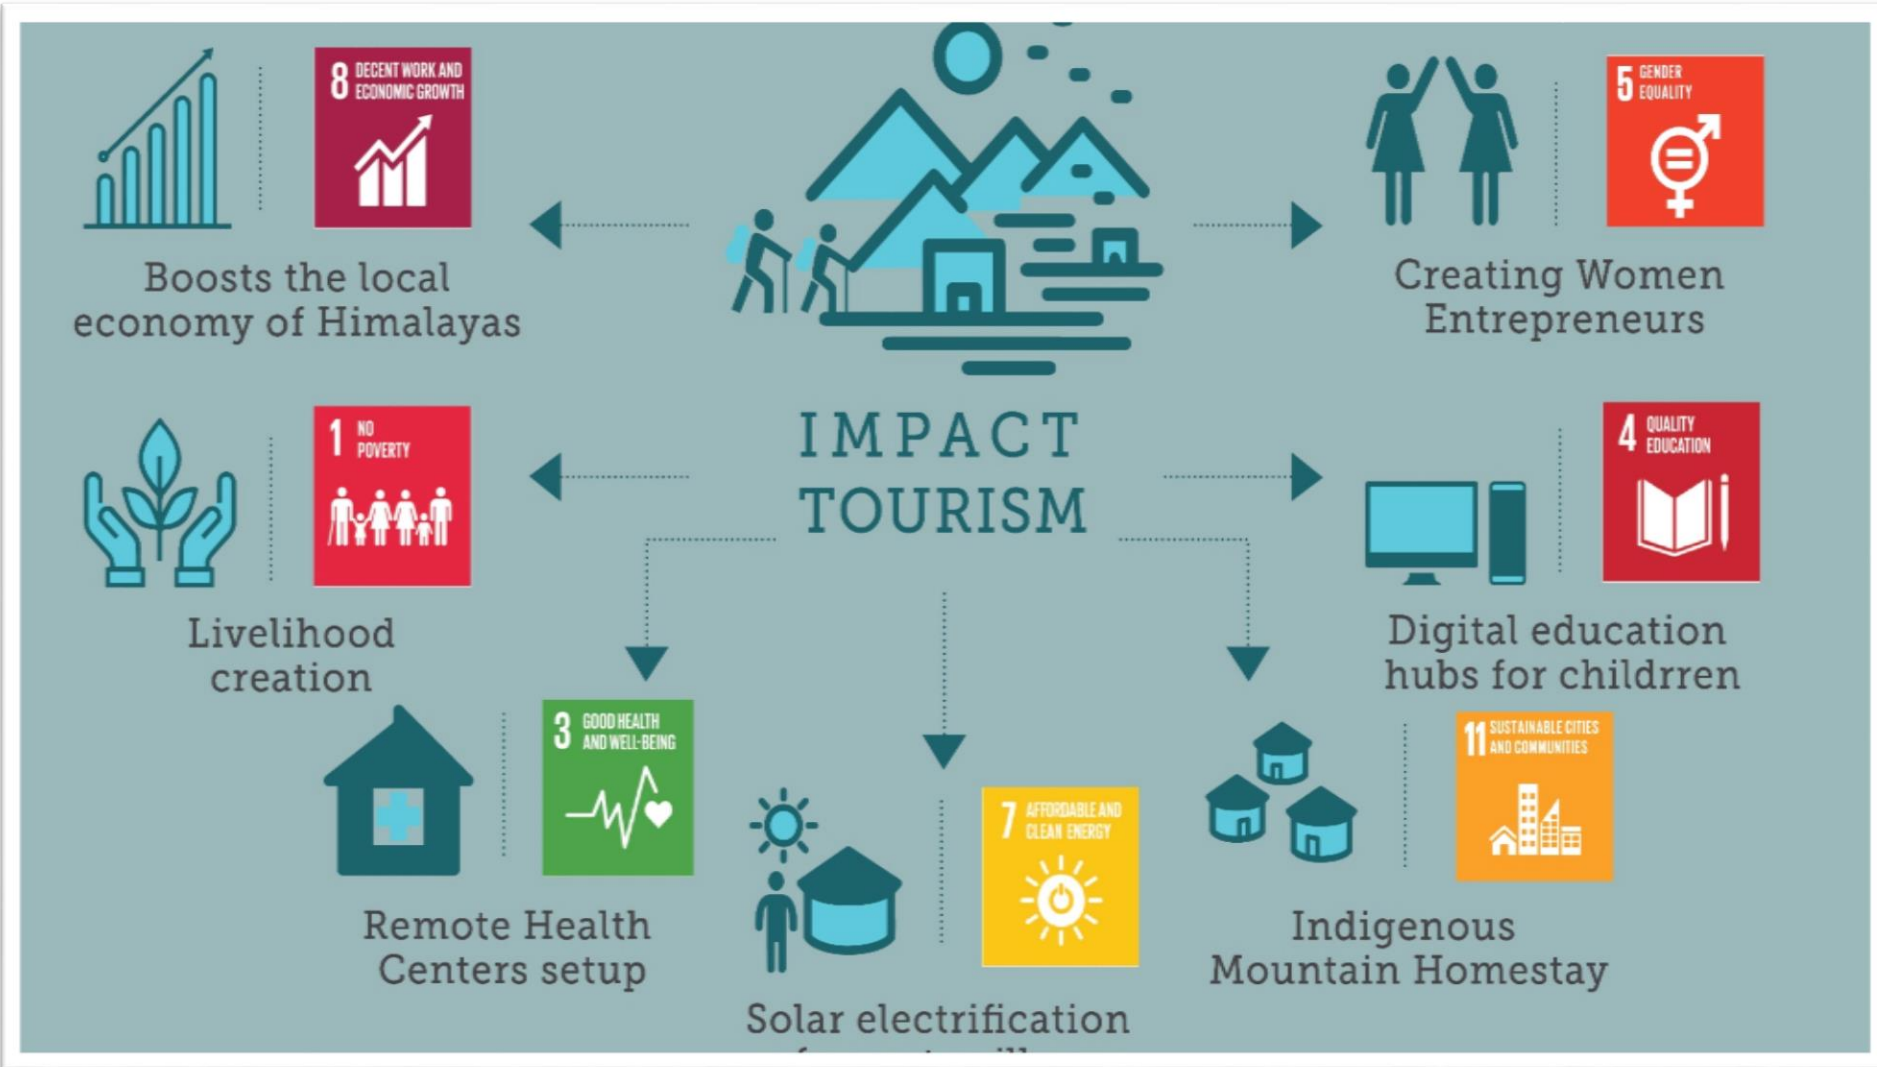 8 DECENT WORK AND
ECONOMIC GROWTH
Boosts the local
economy of Himalayas
5 GENDER
EQUALITY
Creating Women
Entrepreneurs
IMPACT
TOURISM
1 NO
POVERTY
Livelihood
creation
4 QUALITY
EDUCATION
Digital education
hubs for childrren
3 GOOD HEALTH
AND WELL-BEING
Remote Health
Centers setup
7 AFFORDABLE AND
CLEAN ENERGY
Solar electrification
11 SUSTAINABLE CITIES
AND COMMUNITIES
Indigenous
Mountain Homestay